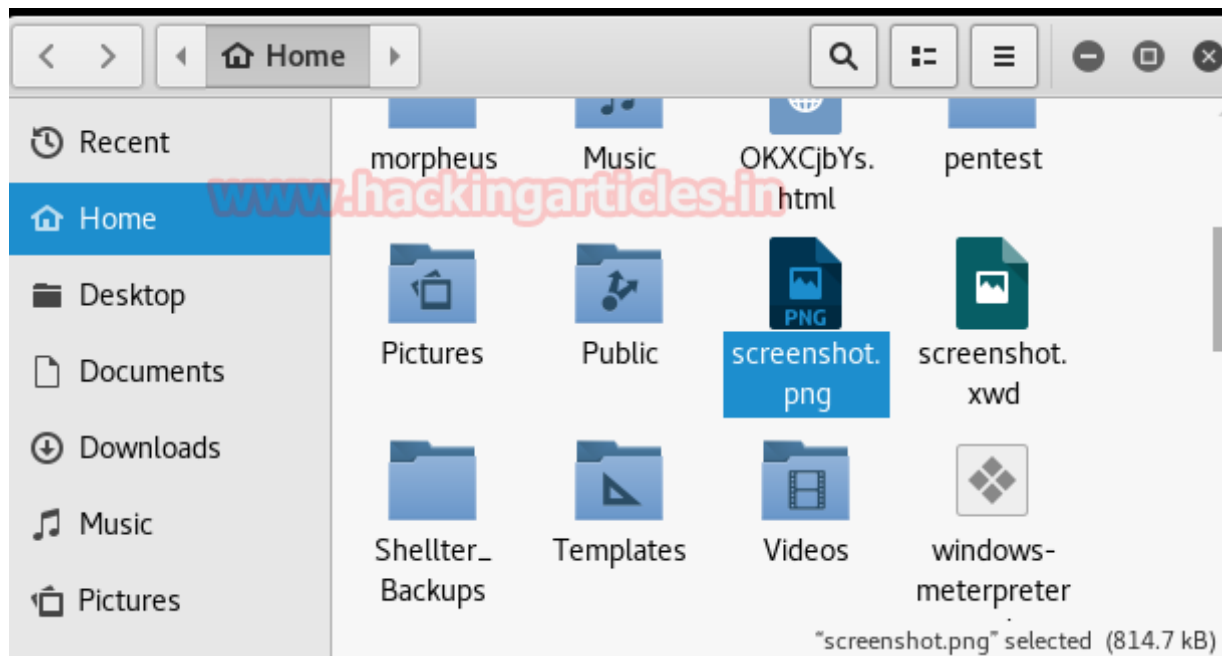 Home
Recent
Home
Desktop
Documents
Downloads
Music
Pictures
morpheus
Music
OKXCjbYs.
html
pentest
www.hackingarticles.in
Pictures
Public
PNG
screenshot.
png
screenshot.
xwd
Shellter_
Backups
Templates
Videos
windows-
meterpreter
"screenshot.png" selected (814.7 kB)